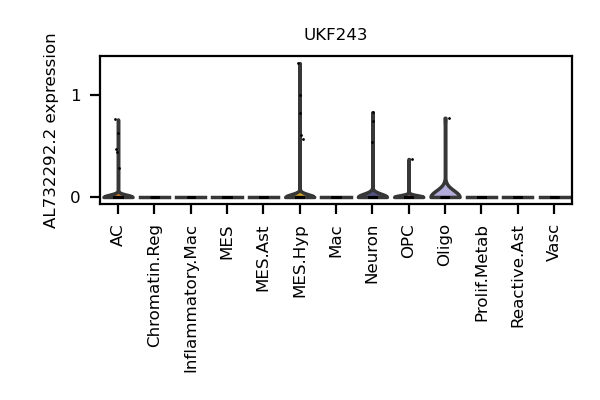 UKF243
AL732292.2 expression
1
0
AC
Chromatin.Reg
Inflammatory.Mac
MES
MES.Ast
MES.Hyp
Mac
Neuron
OPC
Oligo
Prolif.Metab
Reactive.Ast
Vasc